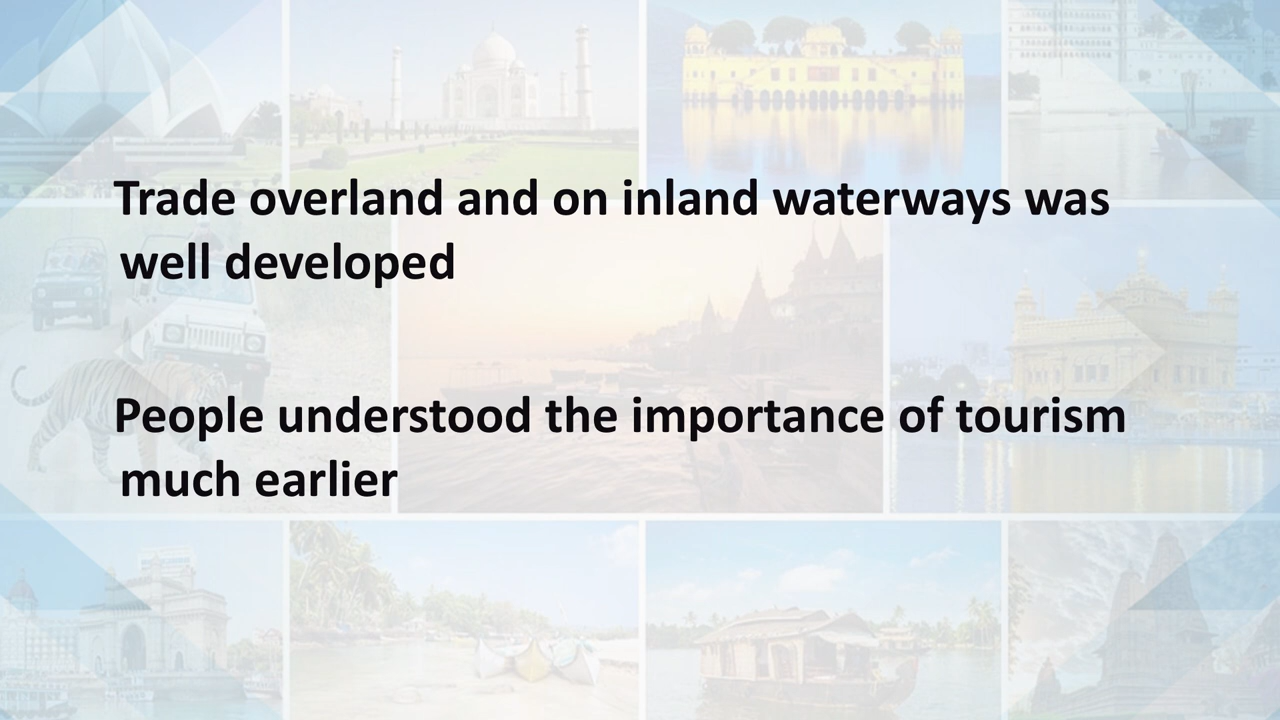 Trade overland and on inland waterways was
well developed
People understood the importance of tourism
much earlier